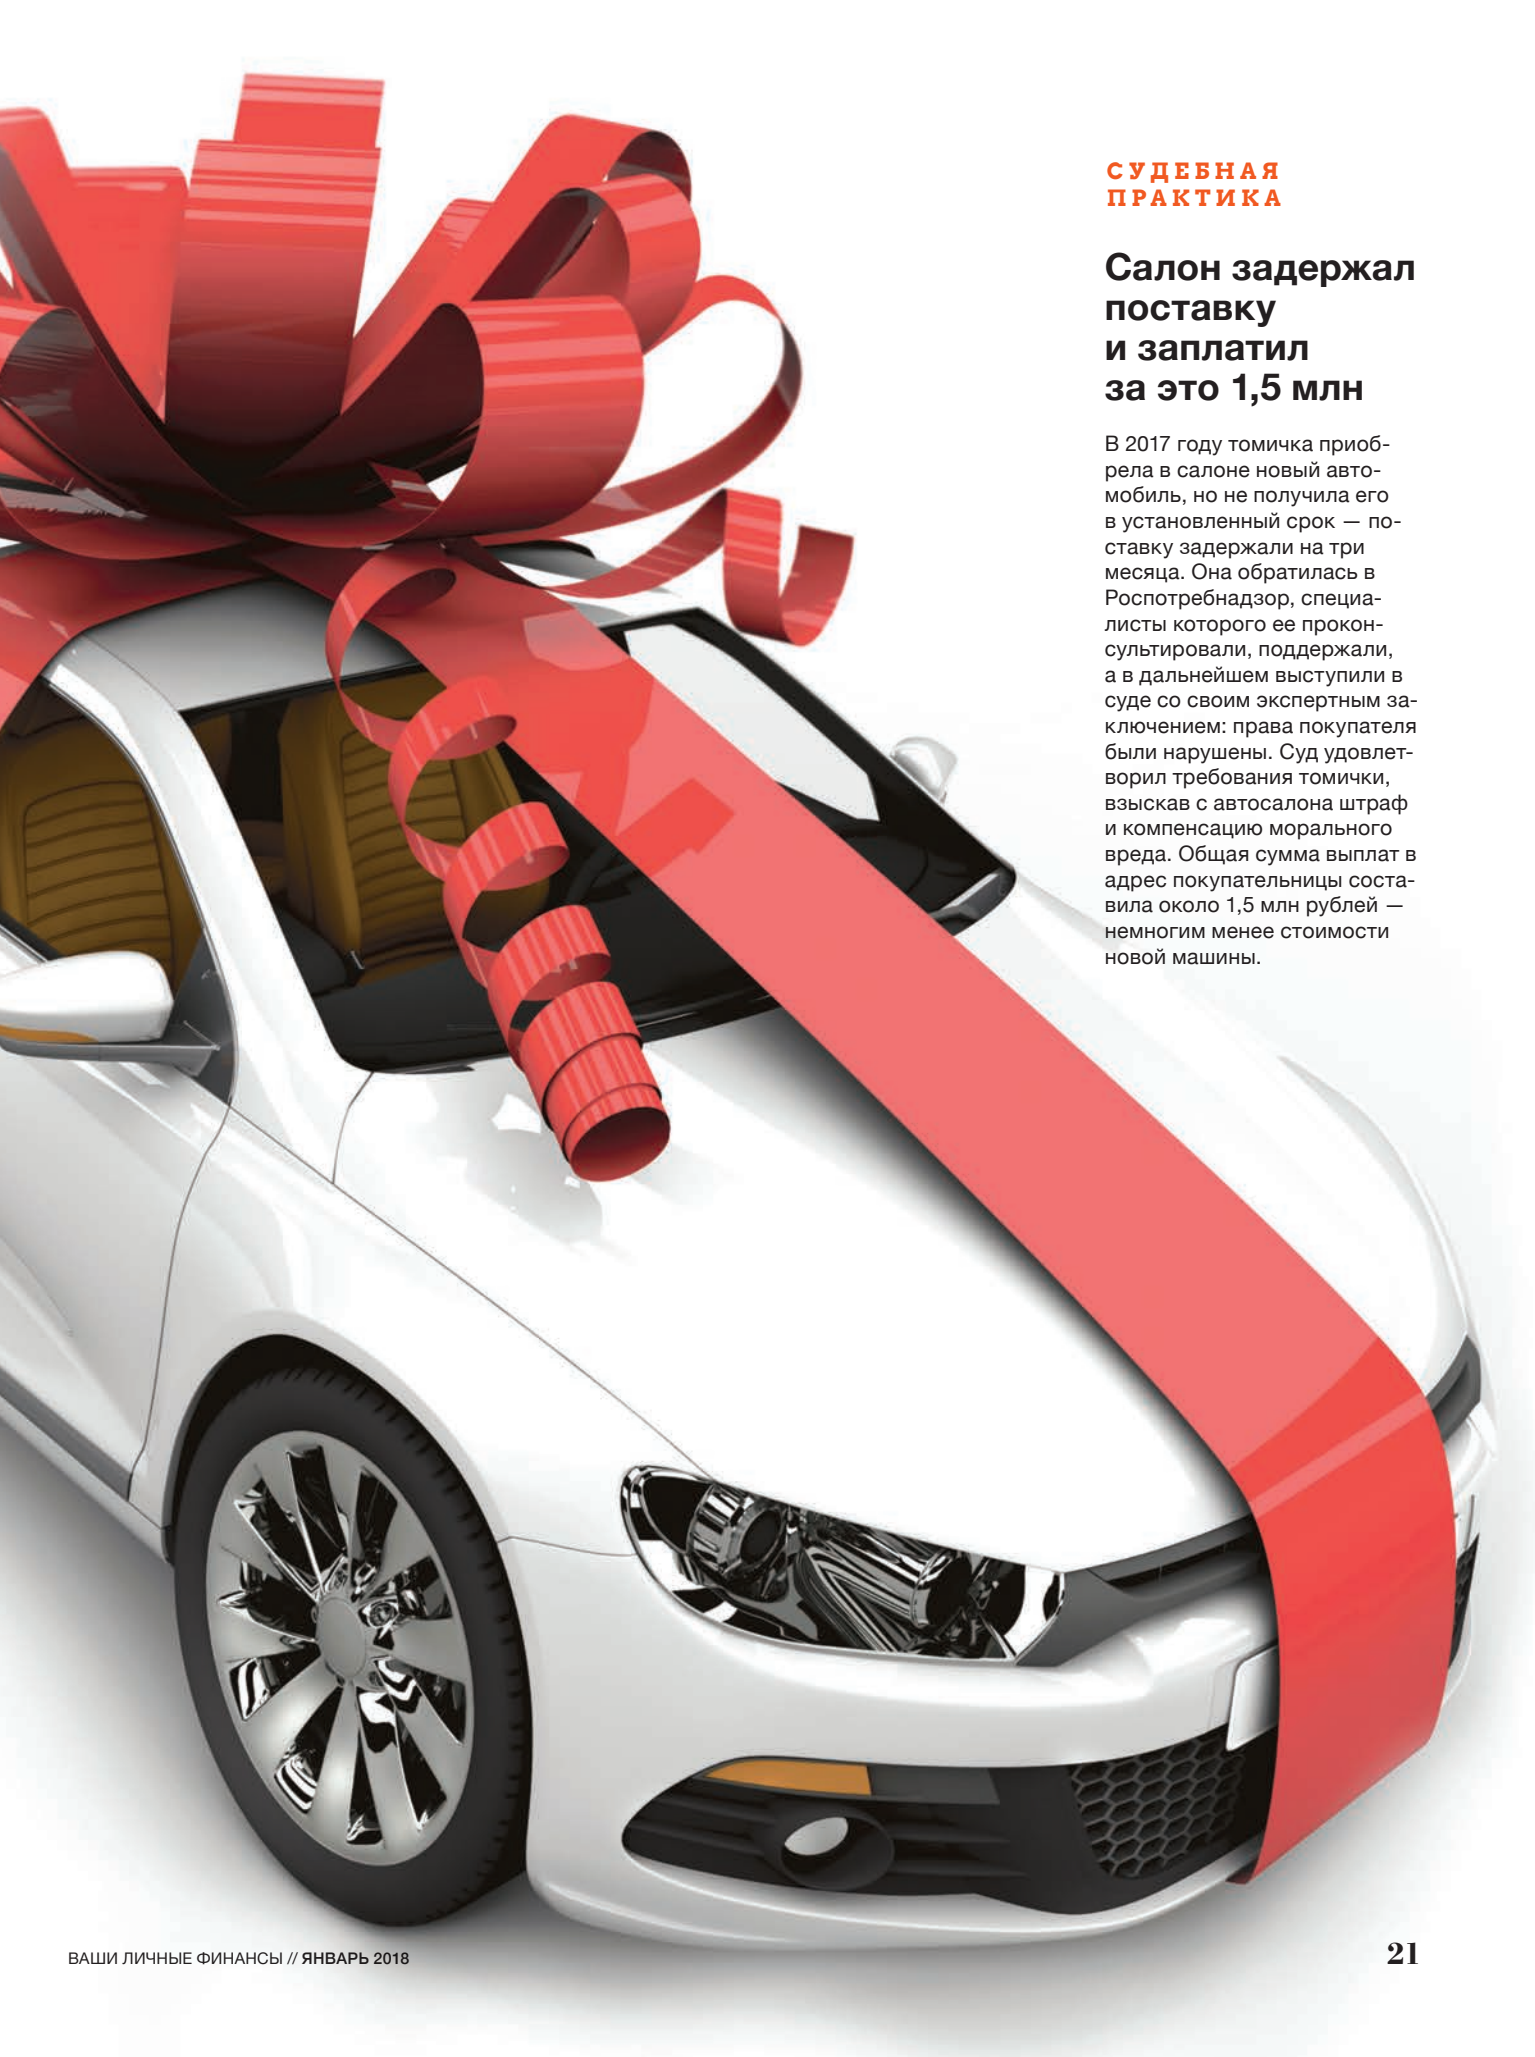 СУДЕБНАЯ
ПРАКТИКА
Салон задержал
поставку
и заплатил
за это 1,5 млн
В 2017 году томичка приоб-
рела в салоне новый авто-
мобиль, но не получила его
в установленный срок — по-
ставку задержали на три
месяца. Она обратилась в
Роспотребнадзор, специа-
листы которого ее прокон-
сультировали, поддержали,
а в дальнейшем выступили в
суде со своим экспертным за-
ключением: права покупателя
были нарушены. Суд удовлет-
ворил требования томички,
взыскав с автосалона штраф
и компенсацию морального
вреда. Общая сумма выплат в
адрес покупательницы соста-
вила около 1,5 млн рублей —
немногим менее стоимости
новой машины.
ВАШИ ЛИЧНЫЕ ФИНАНСЫ // ЯНВАРЬ 2018
21